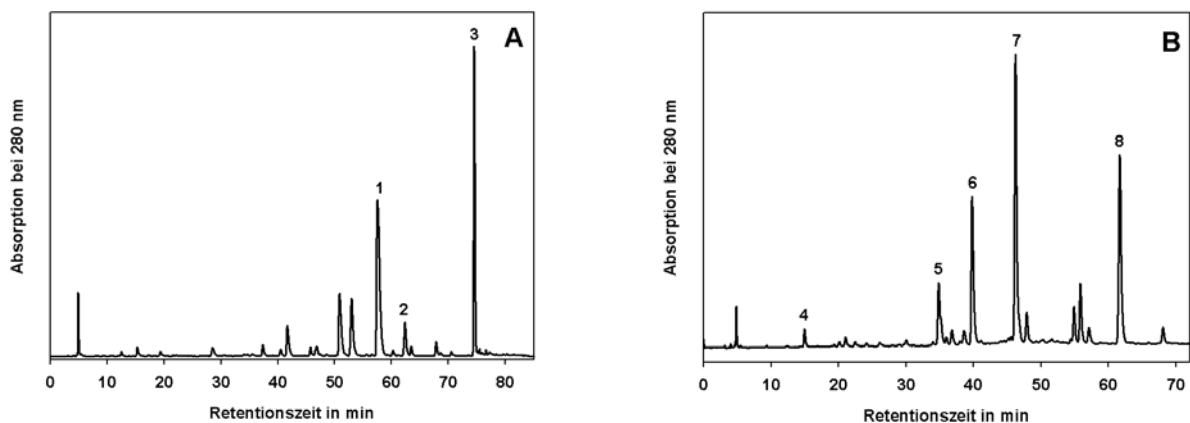 A
3
1
2
Absorption bei 280 nm
0 10 20 30 40 50 60 70 80
Retentionszeit in min
B
7
8
6
5
4
Absorption bei 280 nm
0 10 20 30 40 50 60 70
Retentionszeit in min